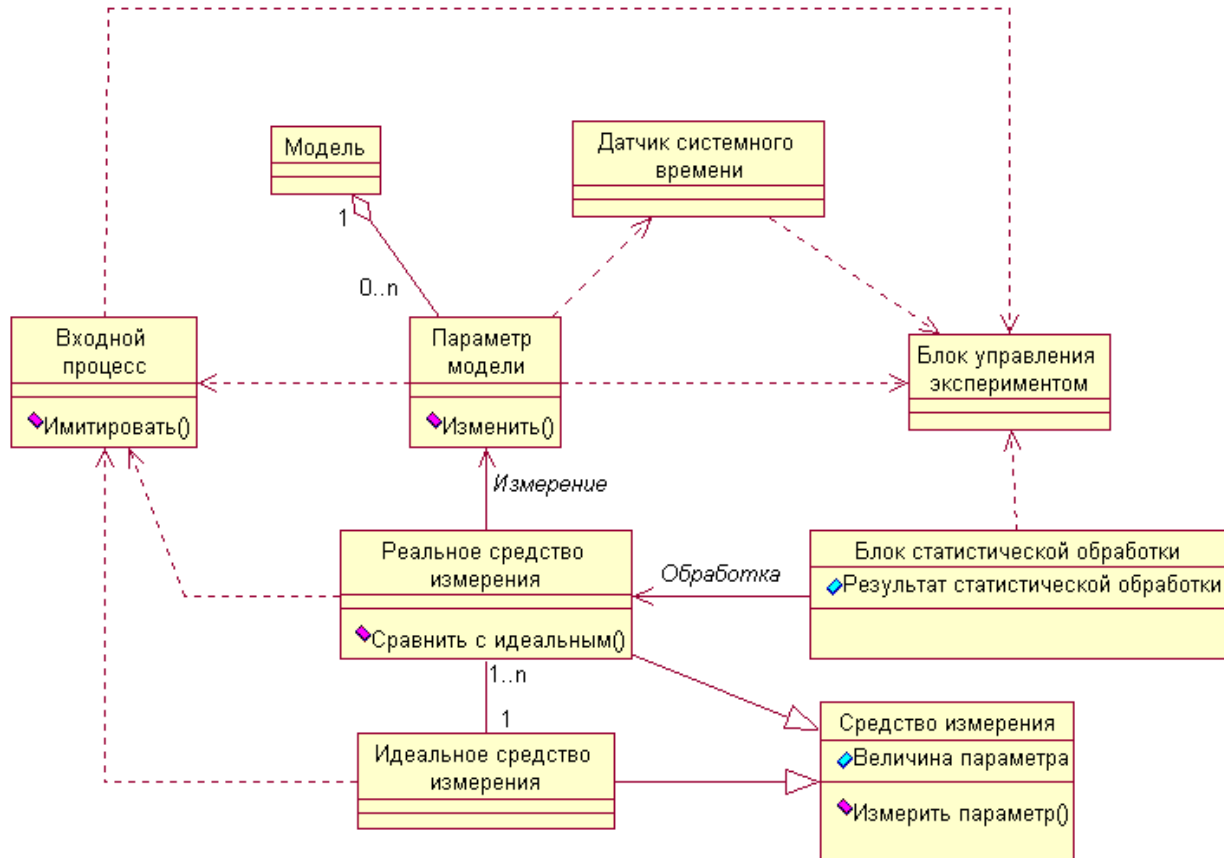 Модель
Датчик системного
времени
1
0..n
Входной
процесс
Имитировать()
Параметр
модели
Изменить()
Блок управления
экспериментом
Измерение
Реальное средство
измерения
Сравнить с идеальным()
Обработка
Блок статистической обработки
Результат статистической обработки
1..n
1
Идеальное средство
измерения
Средство измерения
Величина параметра
Измерить параметр()